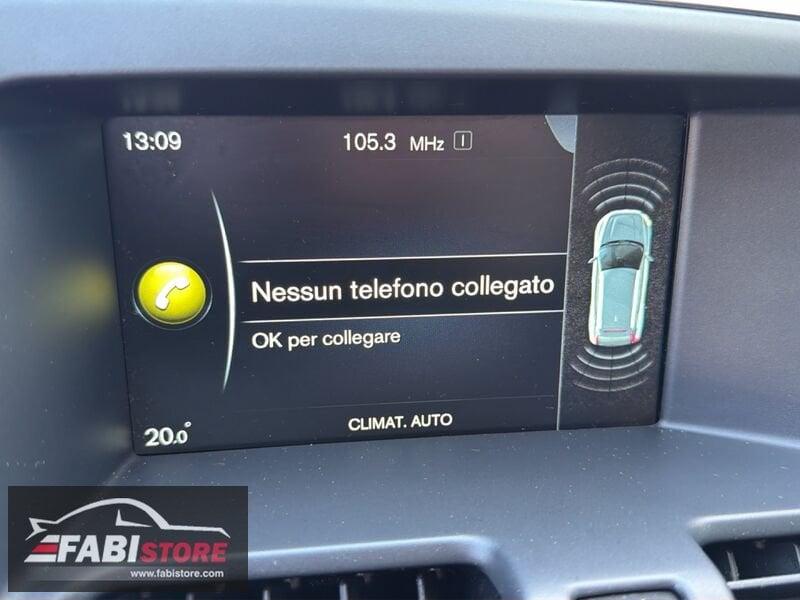 13:09
105.3 MHz I
Nessun telefono collegato
OK per collegare
20.0°
CLIMAT. AUTO
FABISTORE
www.fabistore.com